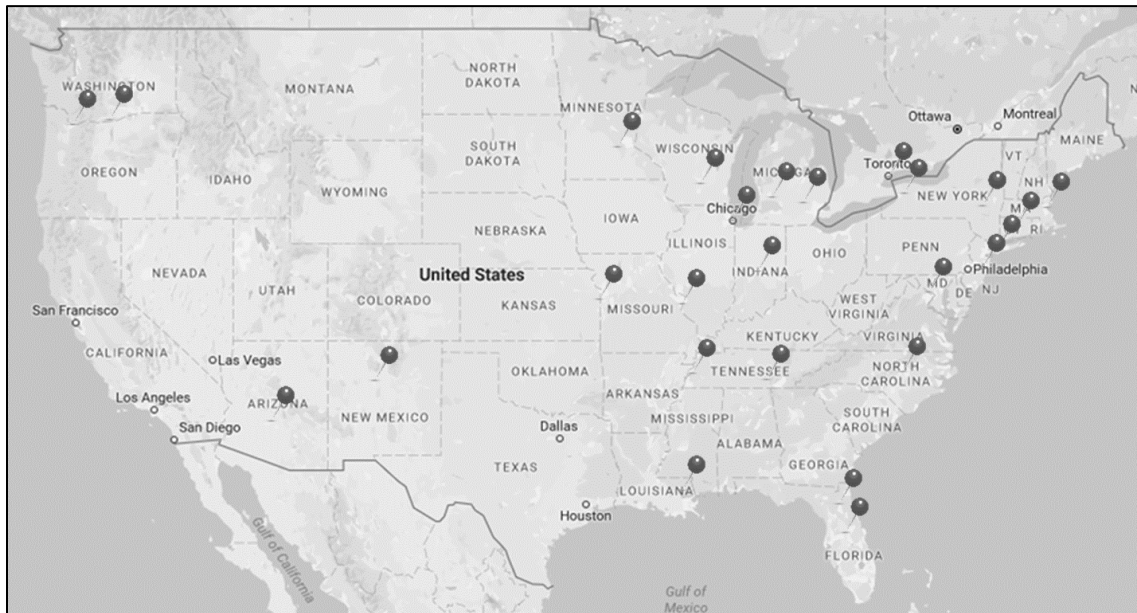 WASHINGTON
MONTANA
NORTH
DAKOTA
MINNESOTA
Ottawa
Montreal
MAINE
OREGON
IDAHO
SOUTH
DAKOTA
WISCONSIN
Toronto
VT
NH
WYOMING
NEW YORK
Chicago
IOWA
NEBRASKA
ILLINOIS
INDIANA
OHIO
PENN
RI
Philadelphia
MD
DE
NJ
NEVADA
UTAH
COLORADO
United States
KANSAS
MISSOURI
WEST
VIRGINIA
KENTUCKY
VIRGINIA
San Francisco
CALIFORNIA
Las Vegas
OKLAHOMA
TENNESSEE
NORTH
CAROLINA
Los Angeles
ARIZONA
NEW MEXICO
ARKANSAS
MISSISSIPPI
SOUTH
CAROLINA
San Diego
Dallas
TEXAS
ALABAMA
GEORGIA
LOUISIANA
Houston
FLORIDA
Gulf of California
Gulf of
Mexico